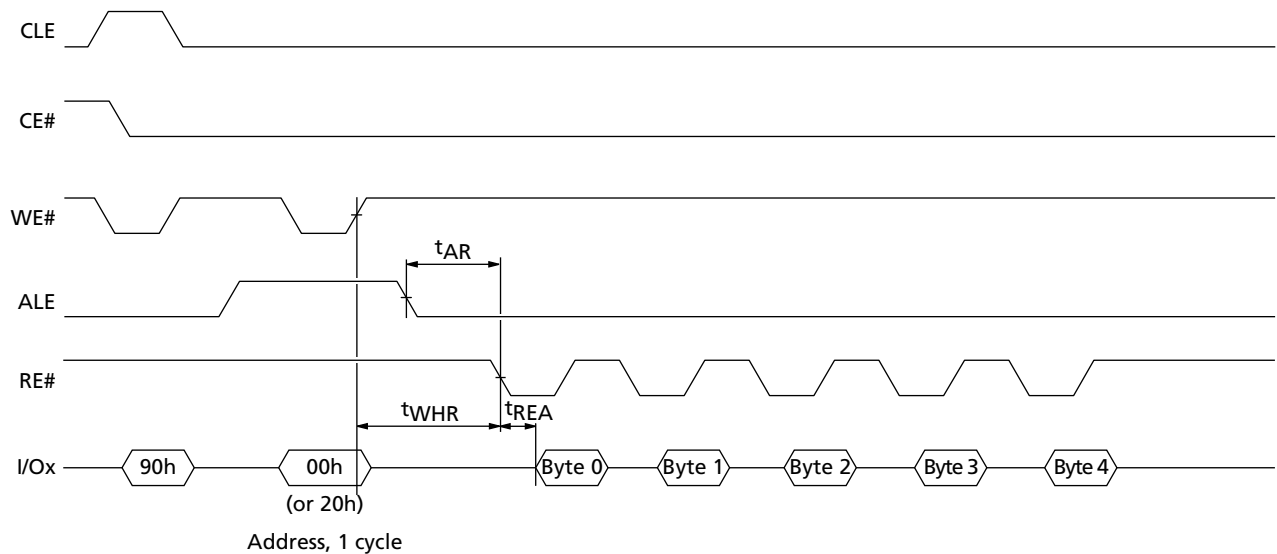 CLE
CE#
WE#
tAR
ALE
RE#
tWHR tREA
I/Ox 90h 00h Byte 0 Byte 1 Byte 2 Byte 3 Byte 4
(or 20h)
Address, 1 cycle